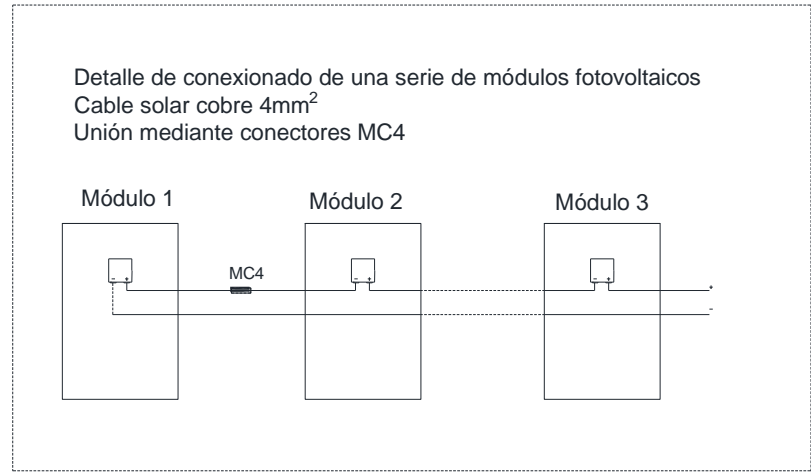 Detalle de conexionado de una serie de módulos fotovoltaicos
Cable solar cobre 4mm²
Unión mediante conectores MC4
Módulo 1
Módulo 2
Módulo 3
MC4
- +
- +
- +
+
-